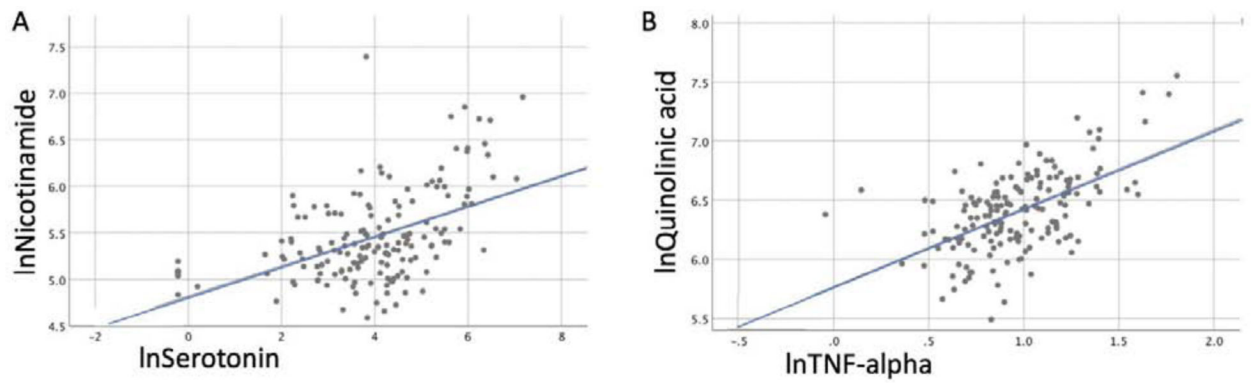 A
lnNicotinamide
7.5
7.0
6.5
6.0
5.5
5.0
4.5
-2 0 2 4 6 8
lnSerotonin
B
lnQuinolinic acid
8.0
7.5
7.0
6.5
6.0
5.5
-.5 .0 .5 1.0 1.5 2.0
lnTNF-alpha